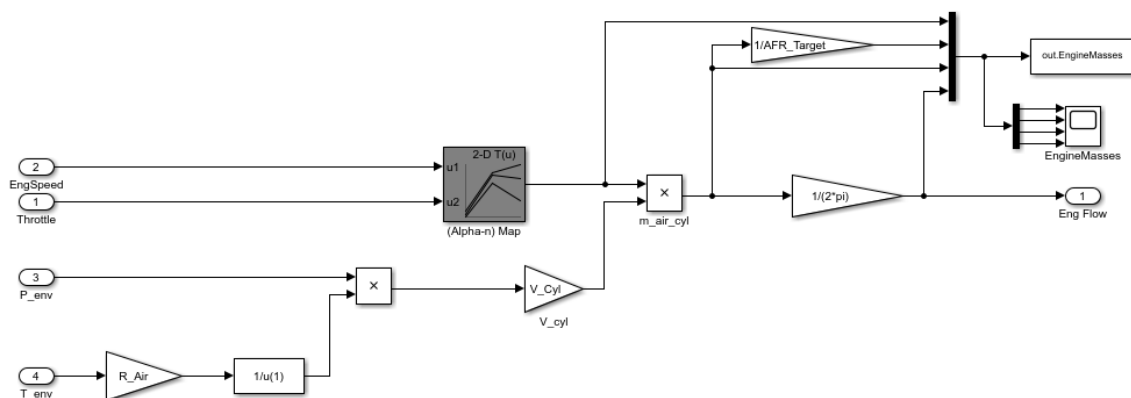 1/AFR_Target
out.EngineMasses
EngineMasses
2
EngSpeed
1
Throttle
2-D T(u)
u1
u2
(Alpha-n) Map
×
m_air_cyl
1/(2*pi)
1
Eng Flow
3
P_env
×
V_Cyl
V_cyl
4
T_env
R_Air
1/u(1)